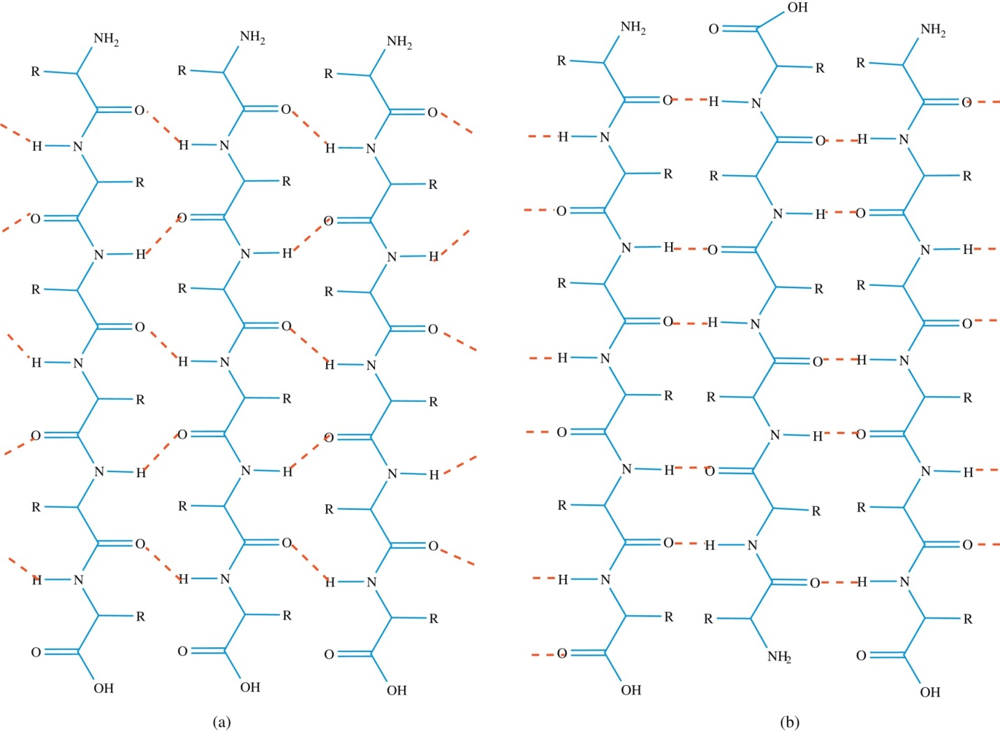 NH₂ NH₂ NH₂
R R R
O O O
H N H N H N
R R R
O O O
N H N H N H
R R R
O O O
H N H N H N
R R R
O O O
N H N H N H
R R R
O O O
H N H N H N
R R R
O O O
OH OH OH
(a)
OH
NH₂ O NH₂
R R R
O H N O
H N O H N
R R R
O N H O
N H O N H
R R R
O H N O
H N O H N
R R R
O N H O
N H O N H
R R R
O H N O
H N O H N
R R R
O NH₂ O
OH OH
(b)